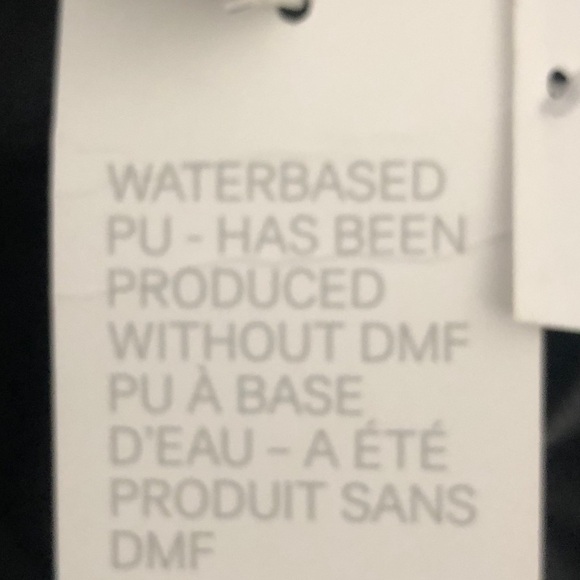 WATERBASED
PU - HAS BEEN
PRODUCED
WITHOUT DMF
PU À BASE
D'EAU – A ÉTÉ
PRODUIT SANS
DMF